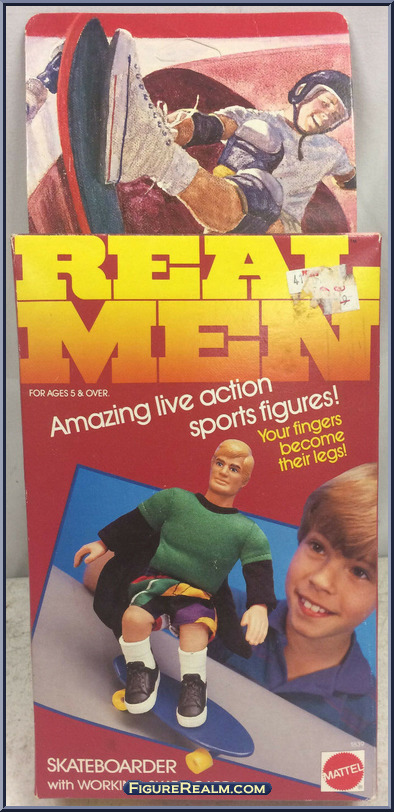 REAL
MEN
FOR AGES 5 & OVER.
Amazing live action
sports figures!
Your fingers
become
their legs!
SKATEBOARDER
with
MATTEL
FIGUREREALM.COM